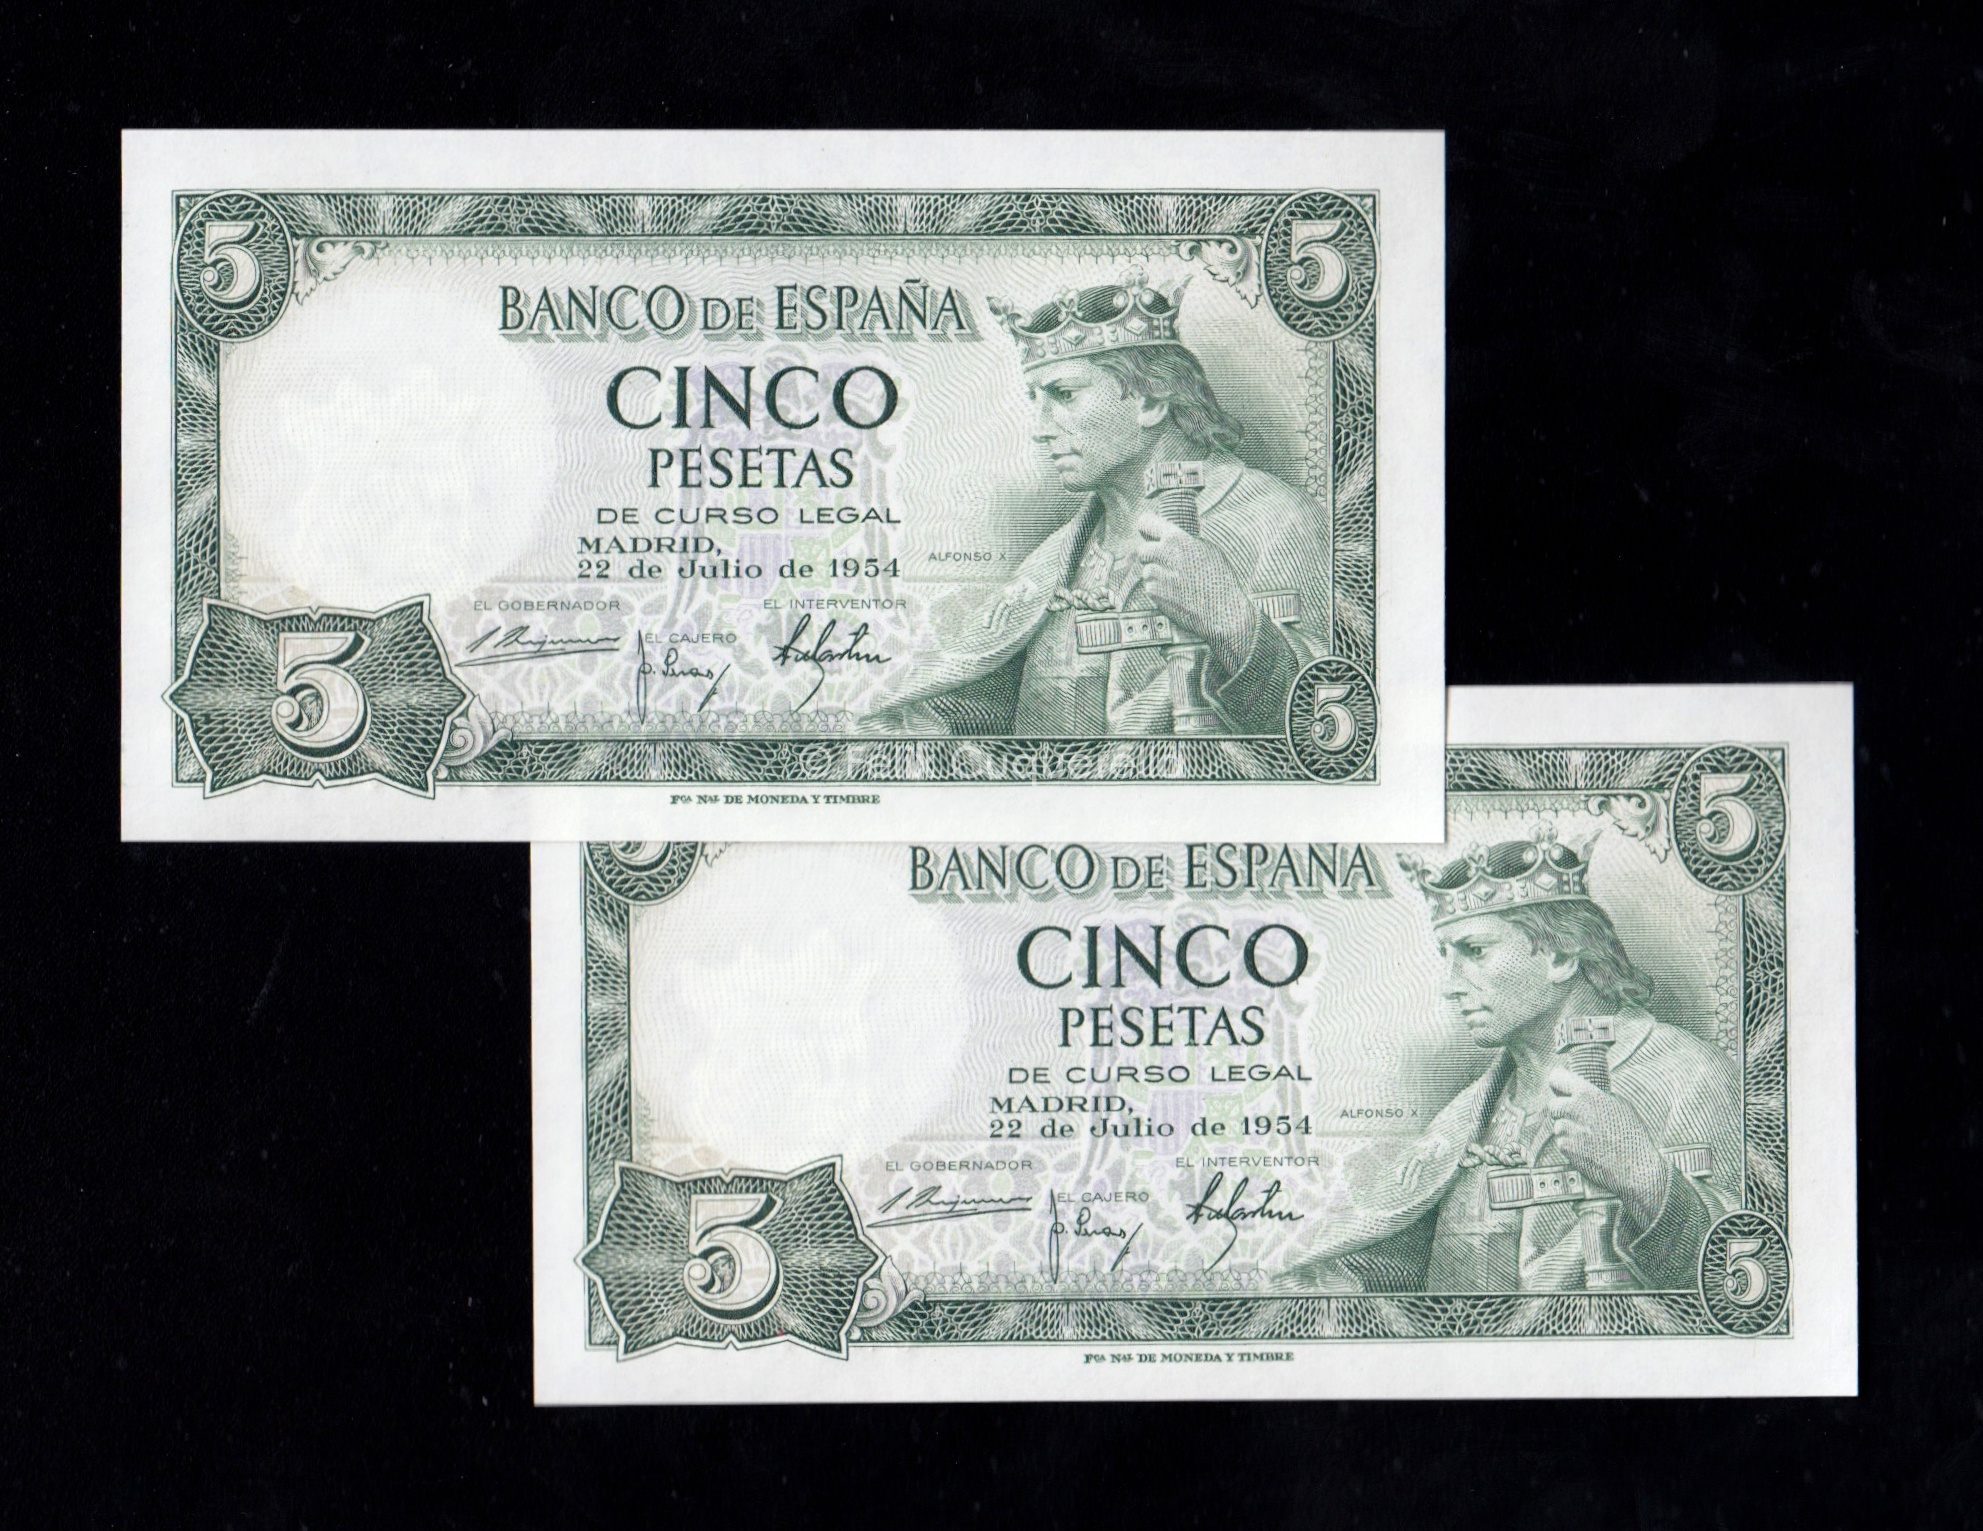 5 5
BANCO DE ESPAÑA
CINCO
PESETAS
DE CURSO LEGAL
MADRID,
22 de Julio de 1954
ALFONSO X
EL GOBERNADOR EL INTERVENTOR
EL CAJERO
5 5
FCA NAL DE MONEDA Y TIMBRE
5 5
BANCO DE ESPAÑA
CINCO
PESETAS
DE CURSO LEGAL
MADRID,
22 de Julio de 1954
ALFONSO X
EL GOBERNADOR EL INTERVENTOR
EL CAJERO
5 5
FCA NAL DE MONEDA Y TIMBRE